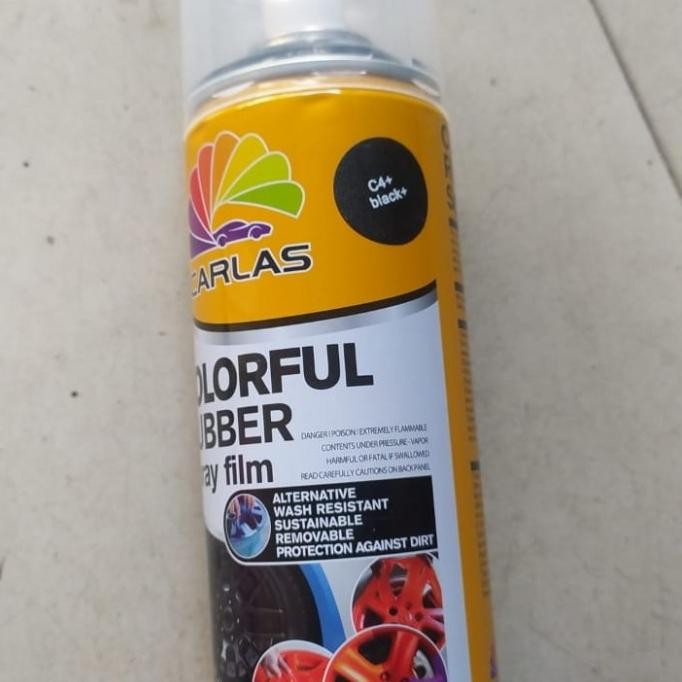 C4+
black+
CARLAS
OLORFUL
UBBER
ray film
DANGER ! POISON ! EXTREMELY FLAMMABLE
CONTENTS UNDER PRESSURE - VAPOR
HARMFUL OR FATAL IF SWALLOWED
READ CAREFULLY CAUTIONS ON BACK PANEL
ALTERNATIVE
WASH RESISTANT
SUSTAINABLE
REMOVABLE
PROTECTION AGAINST DIRT